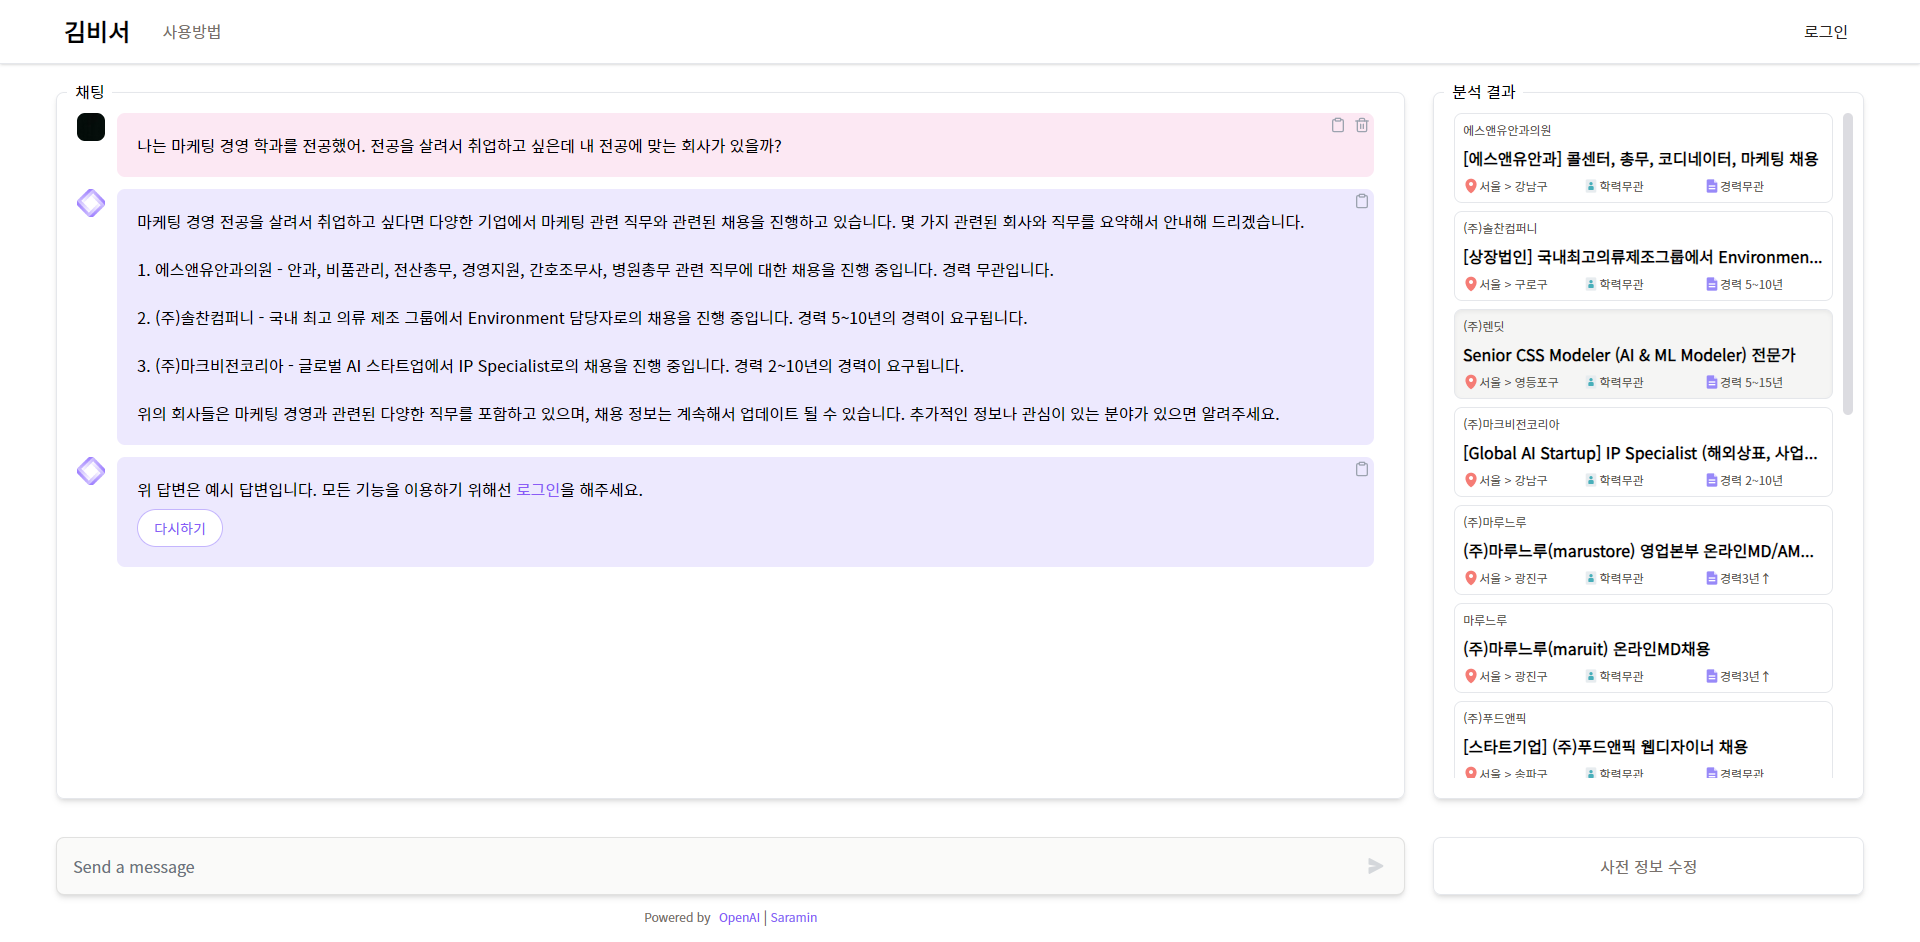 김비서
사용방법
로그인
채팅
나는 마케팅 경영 학과를 전공했어. 전공을 살려서 취업하고 싶은데 내 전공에 맞는 회사가 있을까?
마케팅 경영 전공을 살려서 취업하고 싶다면 다양한 기업에서 마케팅 관련 직무와 관련된 채용을 진행하고 있습니다. 몇 가지 관련된 회사와 직무를 요약해서 안내해 드리겠습니다.
1. 에스앤유안과의원 - 안과, 비품관리, 전산총무, 경영지원, 간호조무사, 병원총무 관련 직무에 대한 채용을 진행 중입니다. 경력 무관입니다.
2. (주)솔찬컴퍼니 - 국내 최고 의류 제조 그룹에서 Environment 담당자로의 채용을 진행 중입니다. 경력 5~10년의 경력이 요구됩니다.
3. (주)마크비전코리아 - 글로벌 AI 스타트업에서 IP Specialist로의 채용을 진행 중입니다. 경력 2~10년의 경력이 요구됩니다.
위의 회사들은 마케팅 경영과 관련된 다양한 직무를 포함하고 있으며, 채용 정보는 계속해서 업데이트 될 수 있습니다. 추가적인 정보나 관심이 있는 분야가 있으면 알려주세요.
위 답변은 예시 답변입니다. 모든 기능을 이용하기 위해선 로그인을 해주세요.
다시하기
분석 결과
에스앤유안과의원
[에스앤유안과] 콜센터, 총무, 코디네이터, 마케팅 채용
서울 > 강남구 학력무관 경력무관
(주)솔찬컴퍼니
[상장법인] 국내최고의류제조그룹에서 Environmen...
서울 > 구로구 학력무관 경력 5~10년
(주)렌딧
Senior CSS Modeler (AI & ML Modeler) 전문가
서울 > 영등포구 학력무관 경력 5~15년
(주)마크비전코리아
[Global AI Startup] IP Specialist (해외상표, 사업...
서울 > 강남구 학력무관 경력 2~10년
(주)마루느루
(주)마루느루(marustore) 영업본부 온라인MD/AM...
서울 > 광진구 학력무관 경력3년↑
마루느루
(주)마루느루(maruit) 온라인MD채용
서울 > 광진구 학력무관 경력3년↑
(주)푸드앤픽
[스타트기업] (주)푸드앤픽 웹디자이너 채용
서울 > 송파구 학력무관 경력무관
Send a message
사전 정보 수정
Powered by OpenAI | Saramin